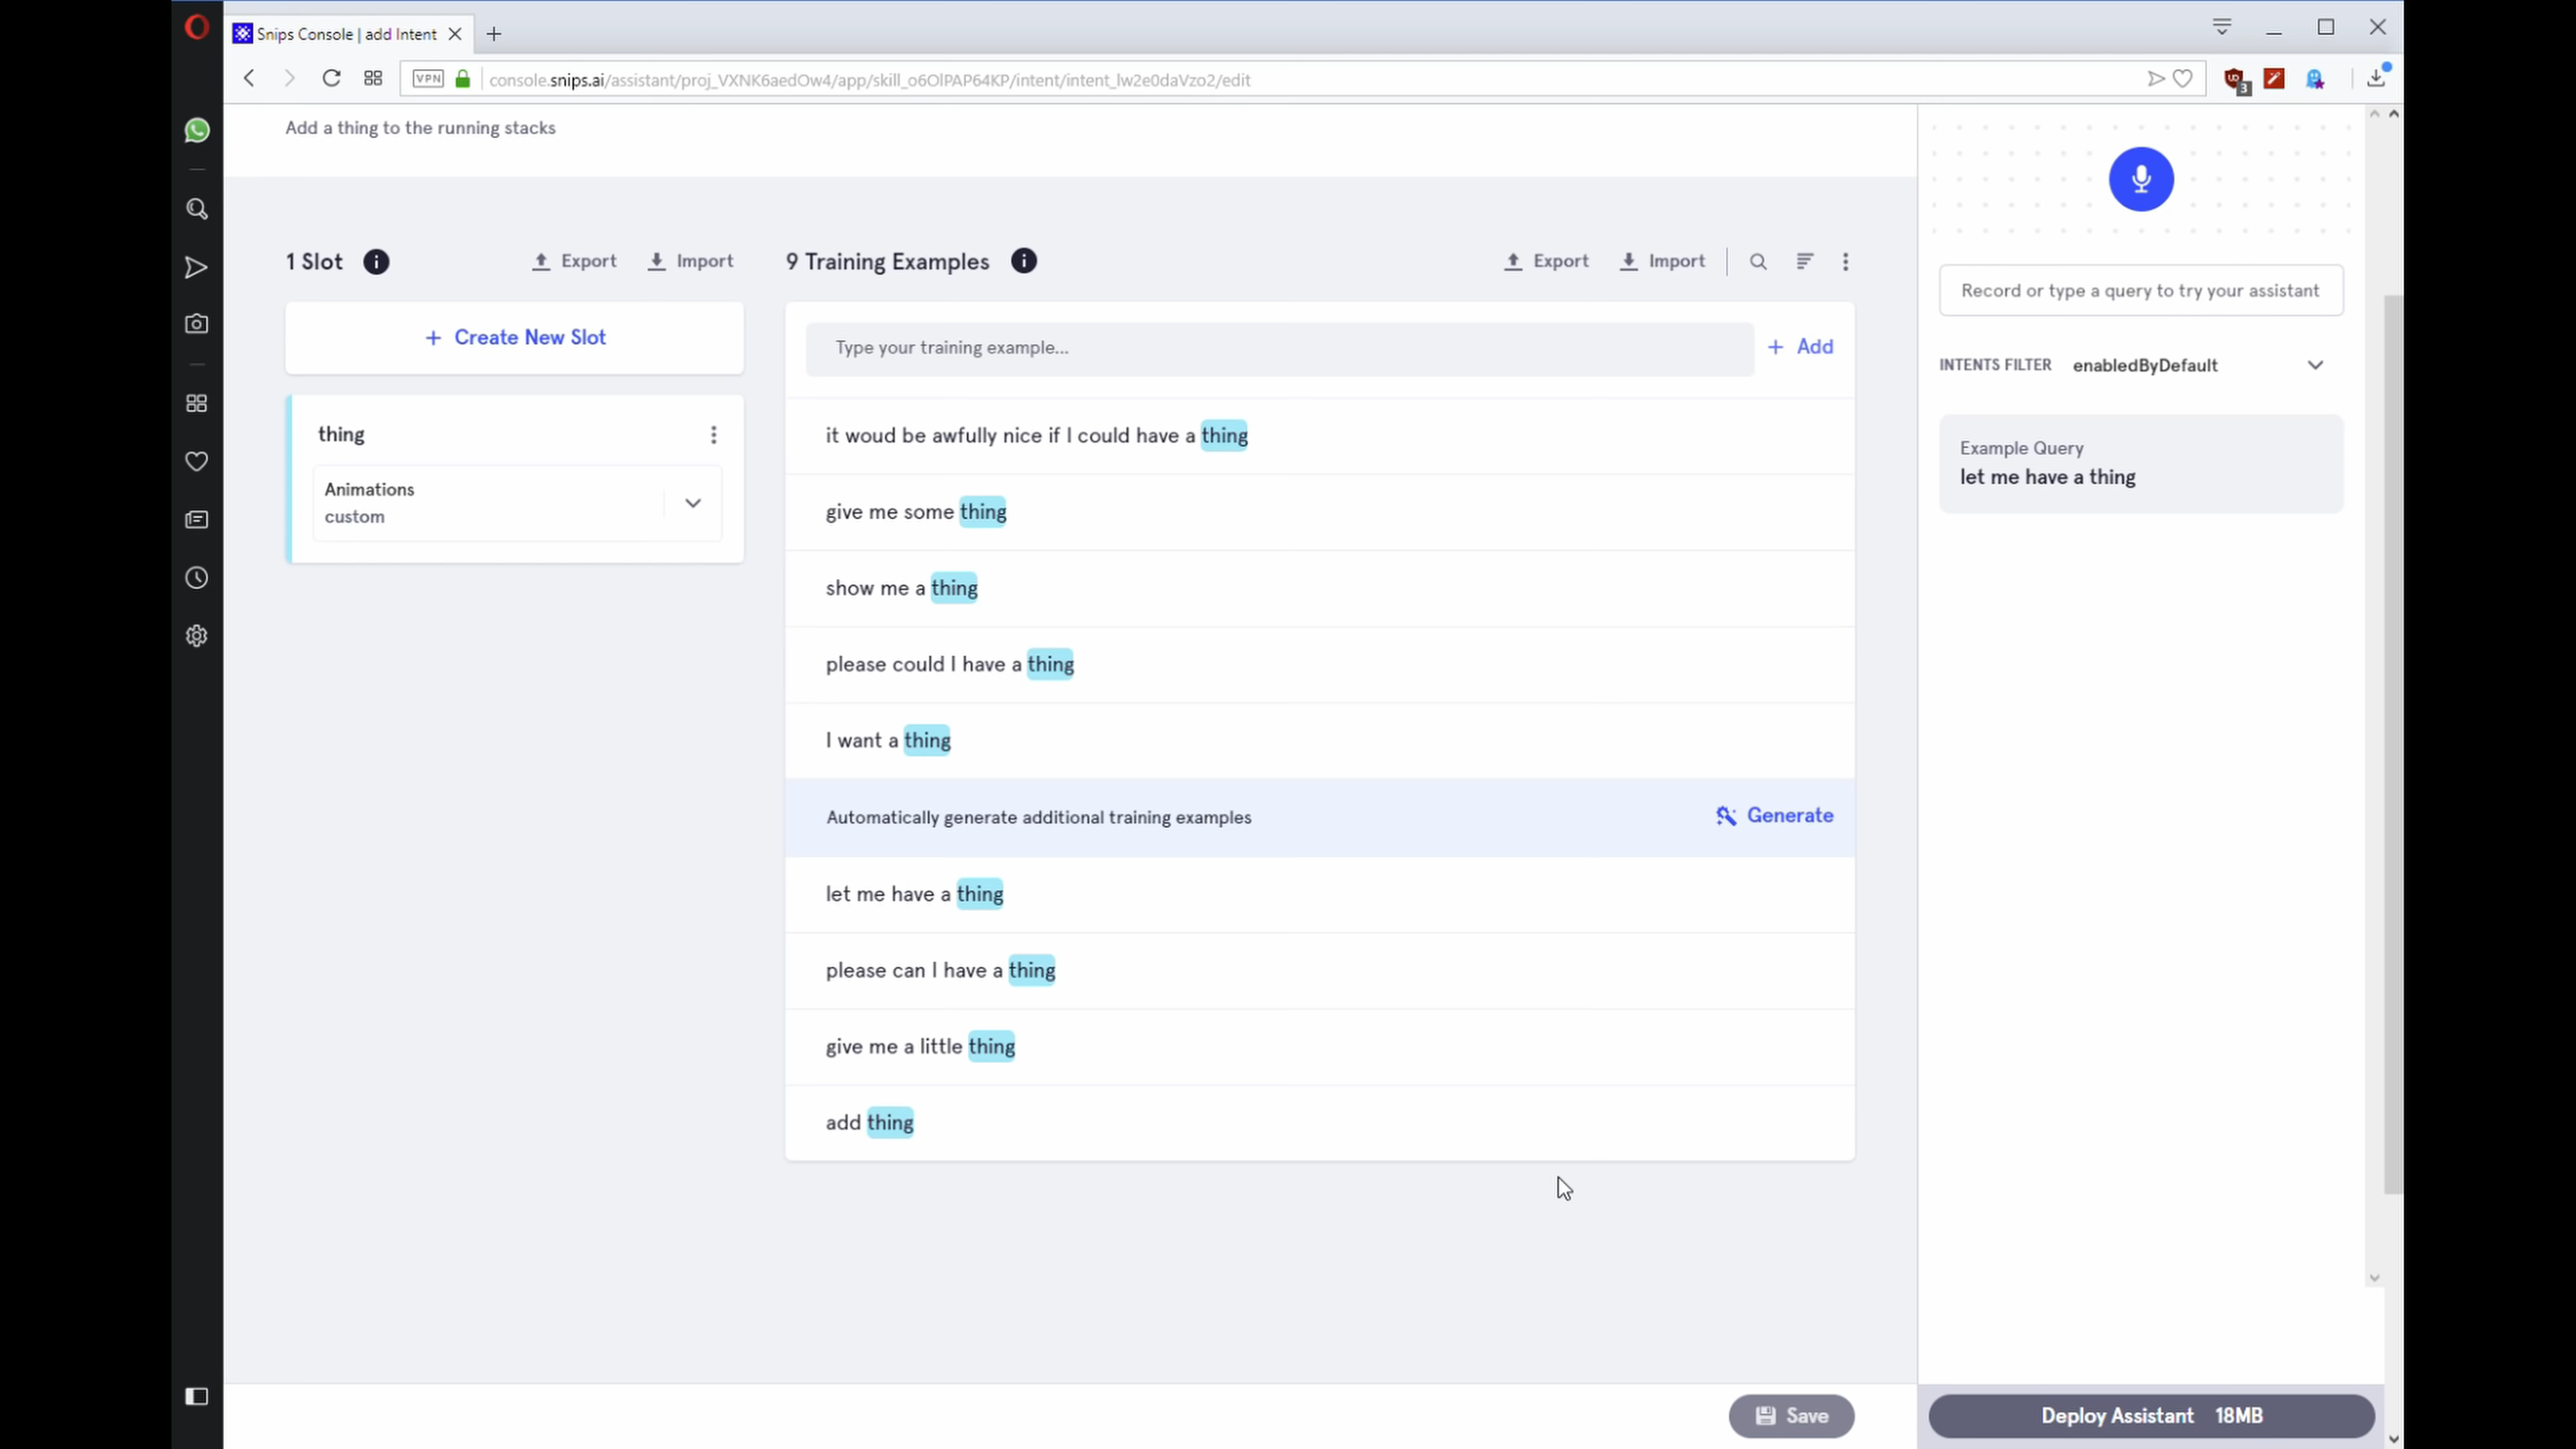 Snips Console | add Intent
VPN
console.snips.ai/assistant/proj_VXNK6aedOw4/app/skill_o6OlPAP64KP/intent/intent_lw2e0daVzo2/edit
3
Add a thing to the running stacks
1 Slot
Export
Import
9 Training Examples
Export
Import
Create New Slot
Type your training example...
Add
thing
Animations
custom
it woud be awfully nice if I could have a thing
give me some thing
show me a thing
please could I have a thing
I want a thing
Automatically generate additional training examples
Generate
let me have a thing
please can I have a thing
give me a little thing
add thing
Record or type a query to try your assistant
INTENTS FILTER enabledByDefault
Example Query
let me have a thing
Save
Deploy Assistant 18MB